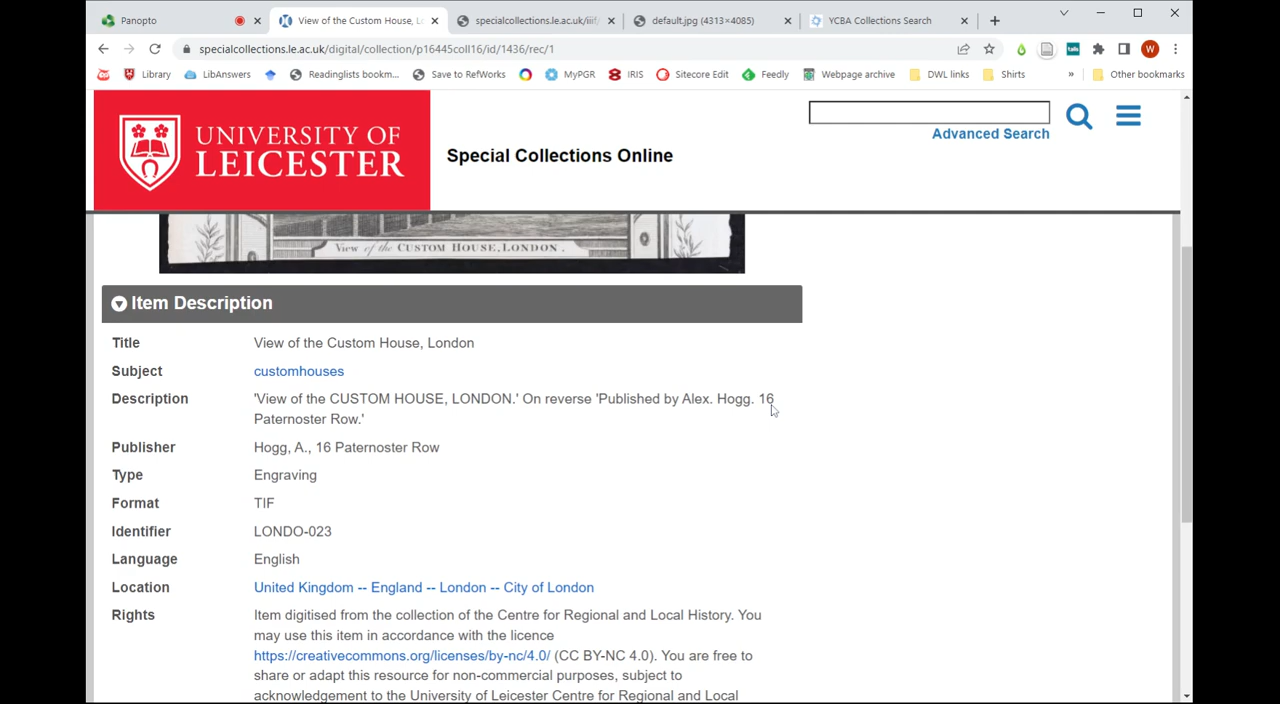 Panopto
View of the Custom House, Lo
specialcollections.le.ac.uk/iiif/
default.jpg (4313×4085)
YCBA Collections Search
specialcollections.le.ac.uk/digital/collection/p16445coll16/id/1436/rec/1
W
Library
LibAnswers
Readinglists bookm...
Save to RefWorks
MyPGR
IRIS
Sitecore Edit
Feedly
Webpage archive
DWL links
Shirts
»
Other bookmarks
UNIVERSITY OF
LEICESTER
Special Collections Online
Advanced Search
View of the CUSTOM HOUSE, LONDON.
Item Description
Title View of the Custom House, London
Subject customhouses
Description 'View of the CUSTOM HOUSE, LONDON.' On reverse 'Published by Alex. Hogg. 16
Paternoster Row.'
Publisher Hogg, A., 16 Paternoster Row
Type Engraving
Format TIF
Identifier LONDO-023
Language English
Location United Kingdom -- England -- London -- City of London
Rights Item digitised from the collection of the Centre for Regional and Local History. You
may use this item in accordance with the licence
https://creativecommons.org/licenses/by-nc/4.0/ (CC BY-NC 4.0). You are free to
share or adapt this resource for non-commercial purposes, subject to
acknowledgement to the University of Leicester Centre for Regional and Local